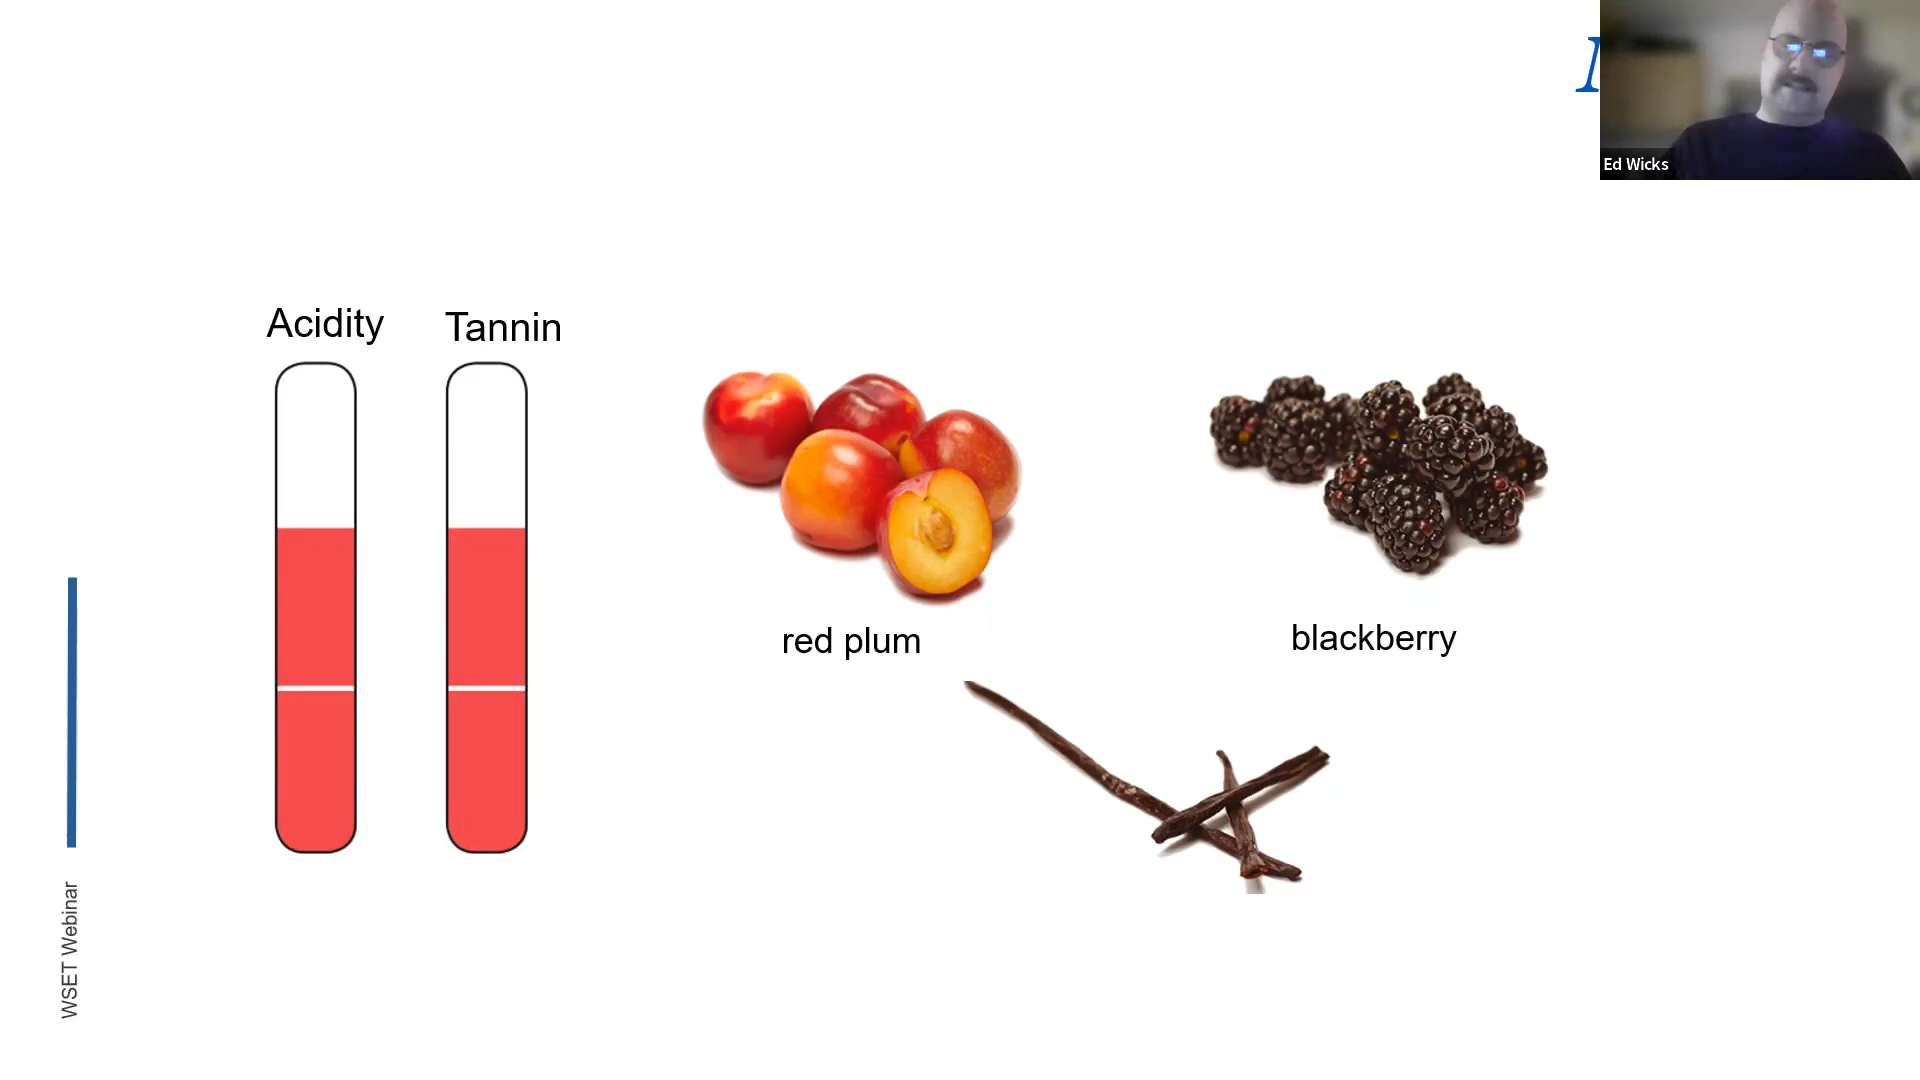 Ed Wicks
Acidity
Tannin
red plum
blackberry
WSET Webinar